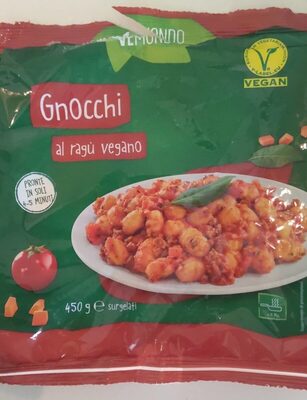 VEMONDO
Gnocchi
al ragù vegano
VEGAN
PRONTE
IN SOLI
4-5 MINUTI
450 g e surgelati